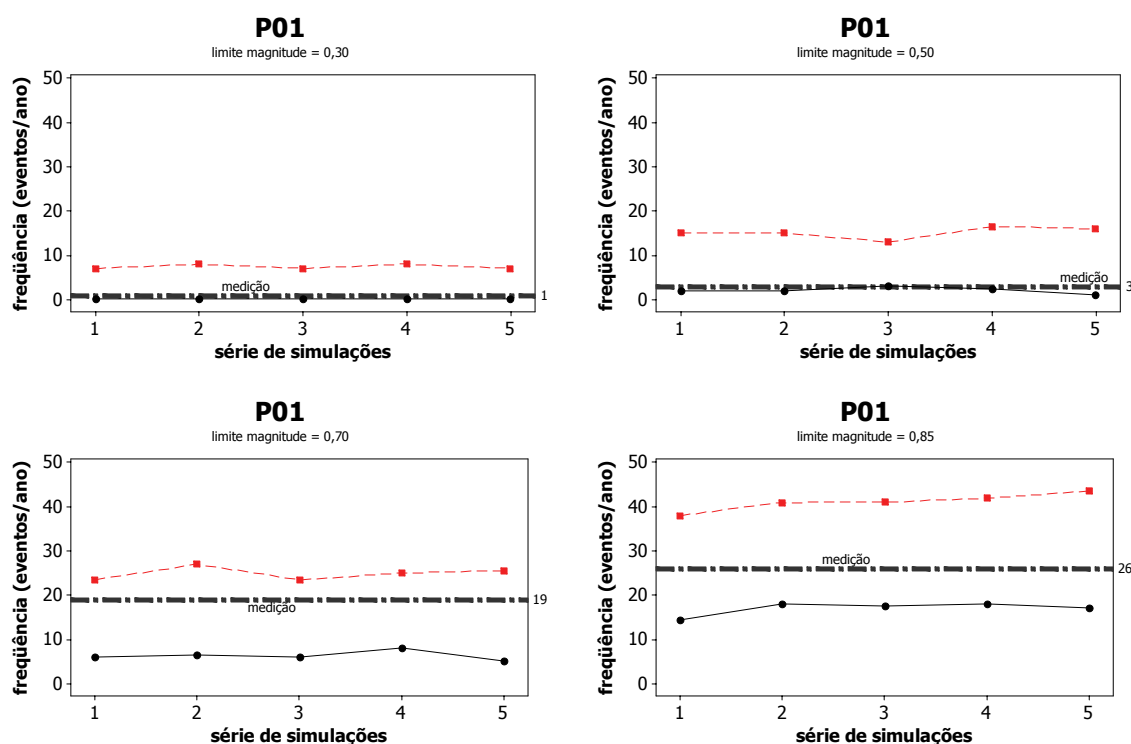 P01
limite magnitude = 0,30
freqüência (eventos/ano)
50
40
30
20
10
0
medição
1
1 2 3 4 5
série de simulações
P01
limite magnitude = 0,50
freqüência (eventos/ano)
50
40
30
20
10
0
medição
3
1 2 3 4 5
série de simulações
P01
limite magnitude = 0,70
freqüência (eventos/ano)
50
40
30
20
10
0
medição
19
1 2 3 4 5
série de simulações
P01
limite magnitude = 0,85
freqüência (eventos/ano)
50
40
30
20
10
0
medição
26
1 2 3 4 5
série de simulações